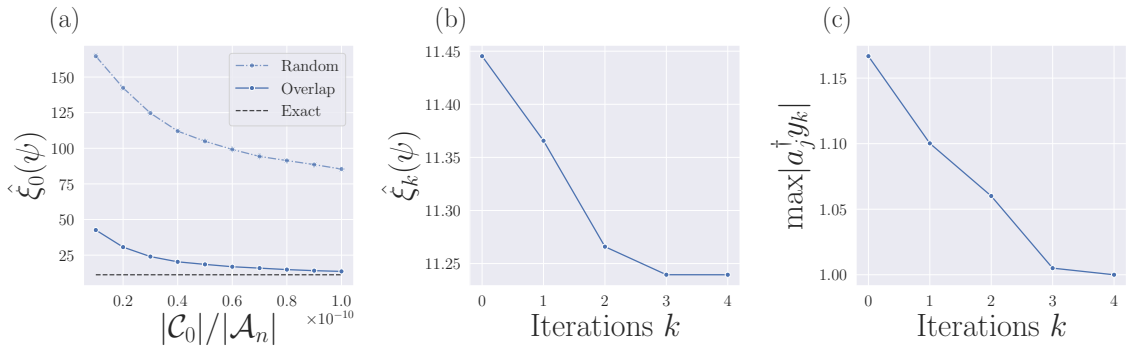 (a)
150
125
100
75
50
25
0.2
0.4
0.6
0.8
1.0
×10⁻¹⁰
ξ̂₀(ψ)
|𝒞₀|/|𝒜ₙ|
Random
Overlap
Exact
(b)
11.45
11.40
11.35
11.30
11.25
0
1
2
3
4
ξ̂ₖ(ψ)
Iterations k
(c)
1.15
1.10
1.05
1.00
0
1
2
3
4
max|a†ⱼyₖ|
Iterations k